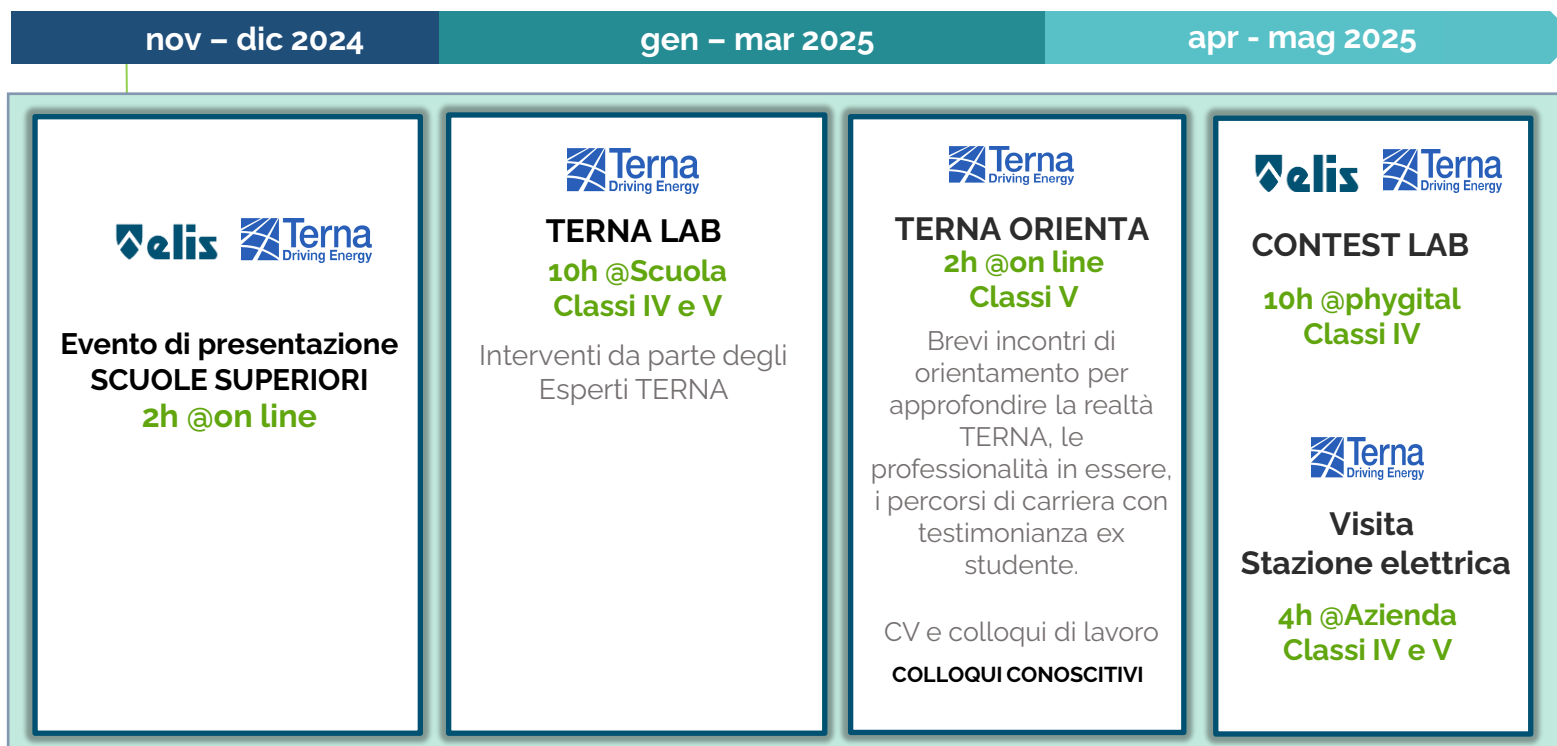 nov – dic 2024
gen – mar 2025
apr - mag 2025
elis
Terna
Driving Energy
Evento di presentazione
SCUOLE SUPERIORI
2h @on line
Terna
Driving Energy
TERNA LAB
10h @Scuola
Classi IV e V
Interventi da parte degli
Esperti TERNA
Terna
Driving Energy
TERNA ORIENTA
2h @on line
Classi V
Brevi incontri di
orientamento per
approfondire la realtà
TERNA, le
professionalità in essere,
i percorsi di carriera con
testimonianza ex
studente.
CV e colloqui di lavoro
COLLOQUI CONOSCITIVI
elis
Terna
Driving Energy
CONTEST LAB
10h @phygital
Classi IV
Terna
Driving Energy
Visita
Stazione elettrica
4h @Azienda
Classi IV e V